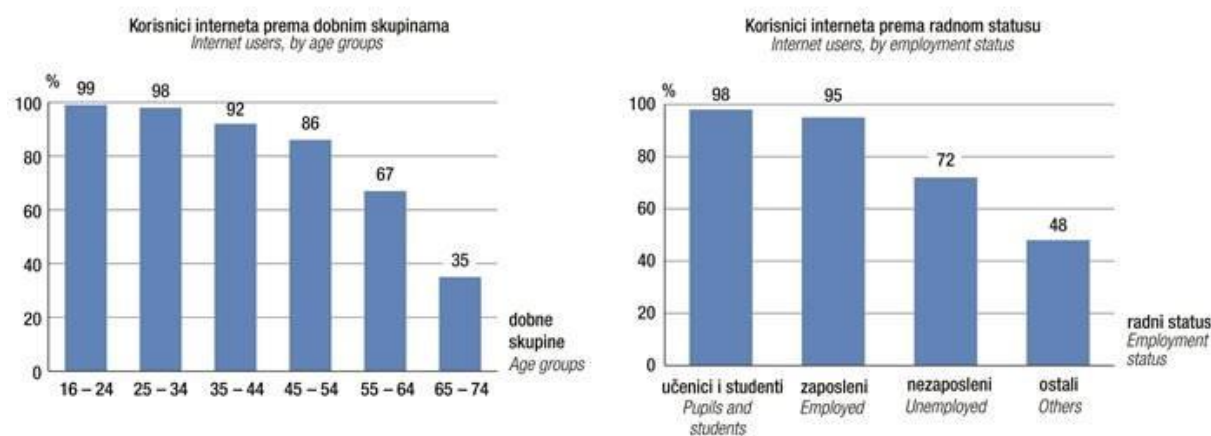 Korisnici interneta prema dobnim skupinama
Internet users, by age groups
%
99
98
92
86
67
35
100
80
60
40
20
0
16 – 24
25 – 34
35 – 44
45 – 54
55 – 64
65 – 74
dobne
skupine
Age groups
Korisnici interneta prema radnom statusu
Internet users, by employment status
%
98
95
72
48
100
80
60
40
20
0
učenici i studenti
Pupils and
students
zaposleni
Employed
nezaposleni
Unemployed
ostali
Others
radni status
Employment
status